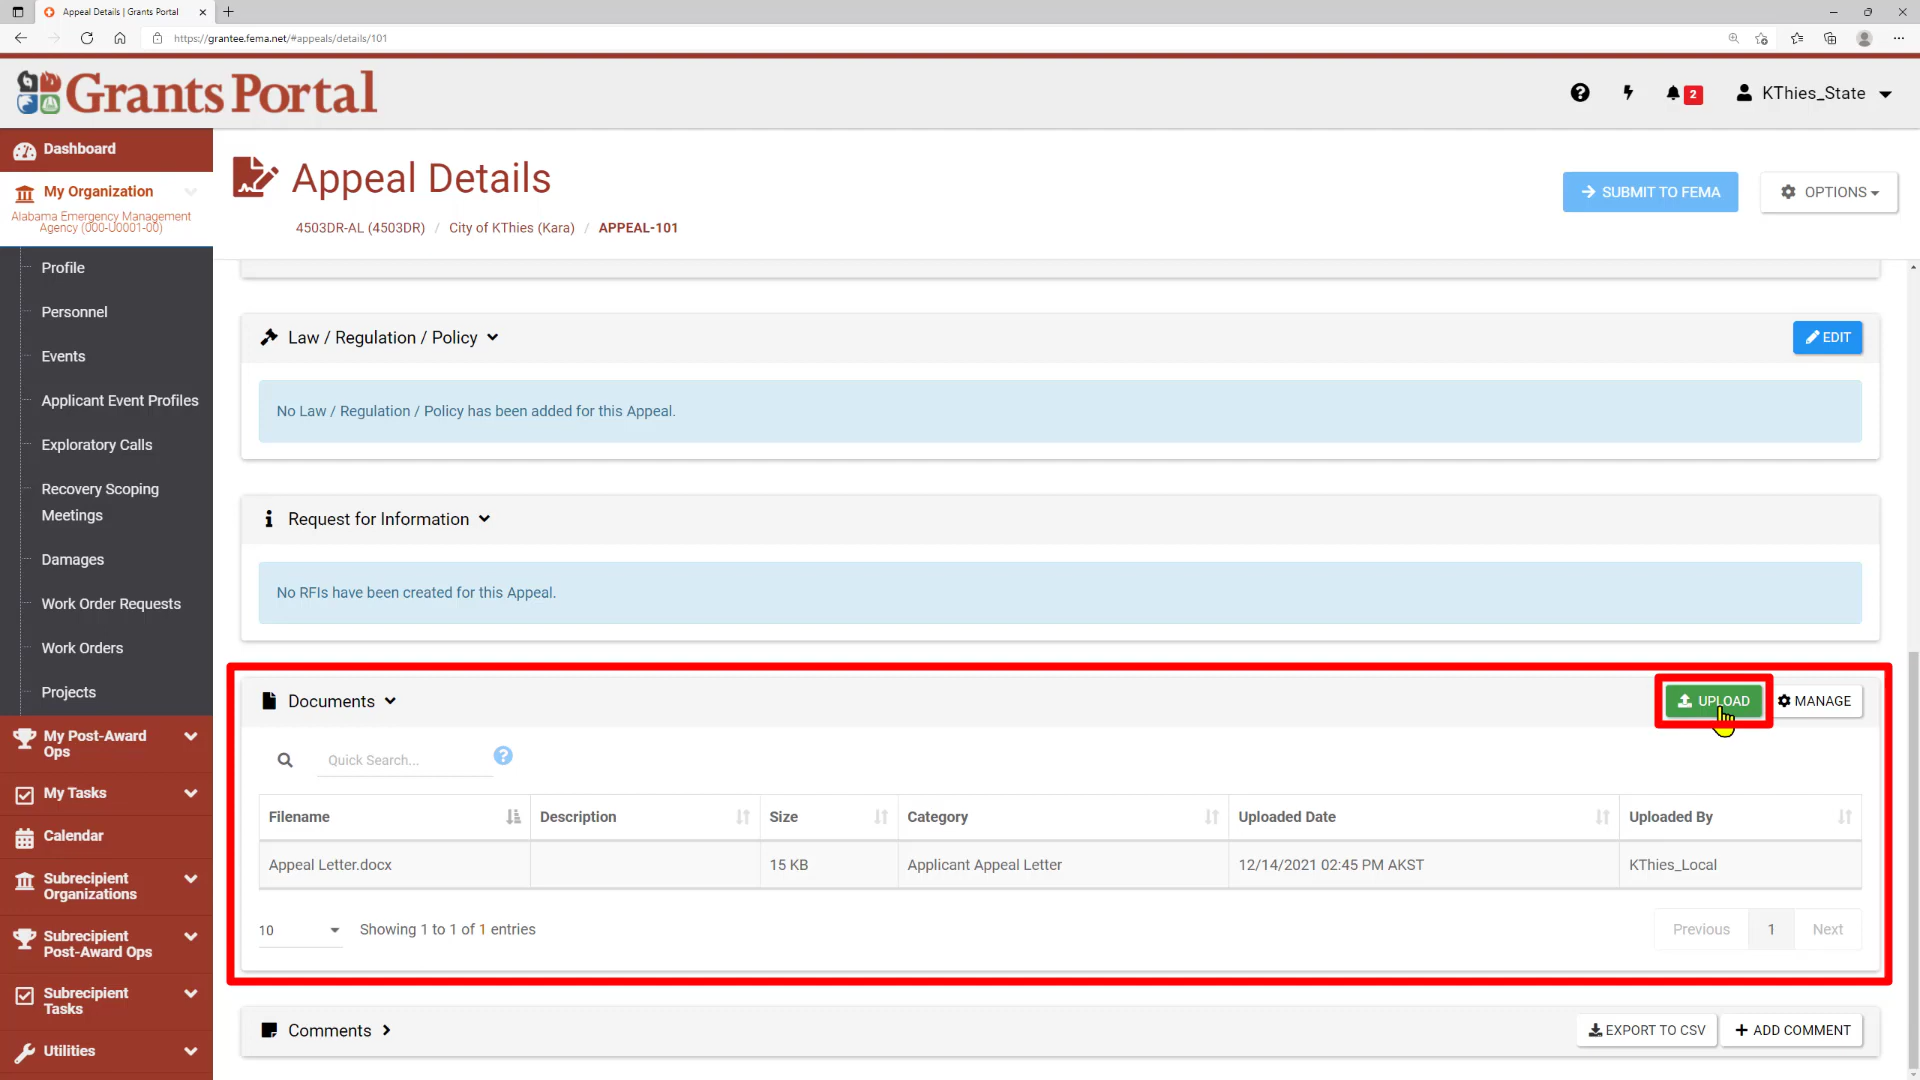 Appeal Details | Grants Portal
https://grantee.fema.net/#appeals/details/101
Grants Portal
2
KThies_State
Dashboard
My Organization
Alabama Emergency Management
Agency (000-U0001-00)
Profile
Personnel
Events
Applicant Event Profiles
Exploratory Calls
Recovery Scoping
Meetings
Damages
Work Order Requests
Work Orders
Projects
My Post-Award
Ops
My Tasks
Calendar
Subrecipient
Organizations
Subrecipient
Post-Award Ops
Subrecipient
Tasks
Utilities
Appeal Details
SUBMIT TO FEMA
OPTIONS
4503DR-AL (4503DR) / City of KThies (Kara) / APPEAL-101
Law / Regulation / Policy
EDIT
No Law / Regulation / Policy has been added for this Appeal.
Request for Information
No RFIs have been created for this Appeal.
Documents
UPLOAD
MANAGE
Quick Search...
Filename Description Size Category Uploaded Date Uploaded By
Appeal Letter.docx 15 KB Applicant Appeal Letter 12/14/2021 02:45 PM AKST KThies_Local
10 Showing 1 to 1 of 1 entries
Previous 1 Next
Comments
EXPORT TO CSV
ADD COMMENT